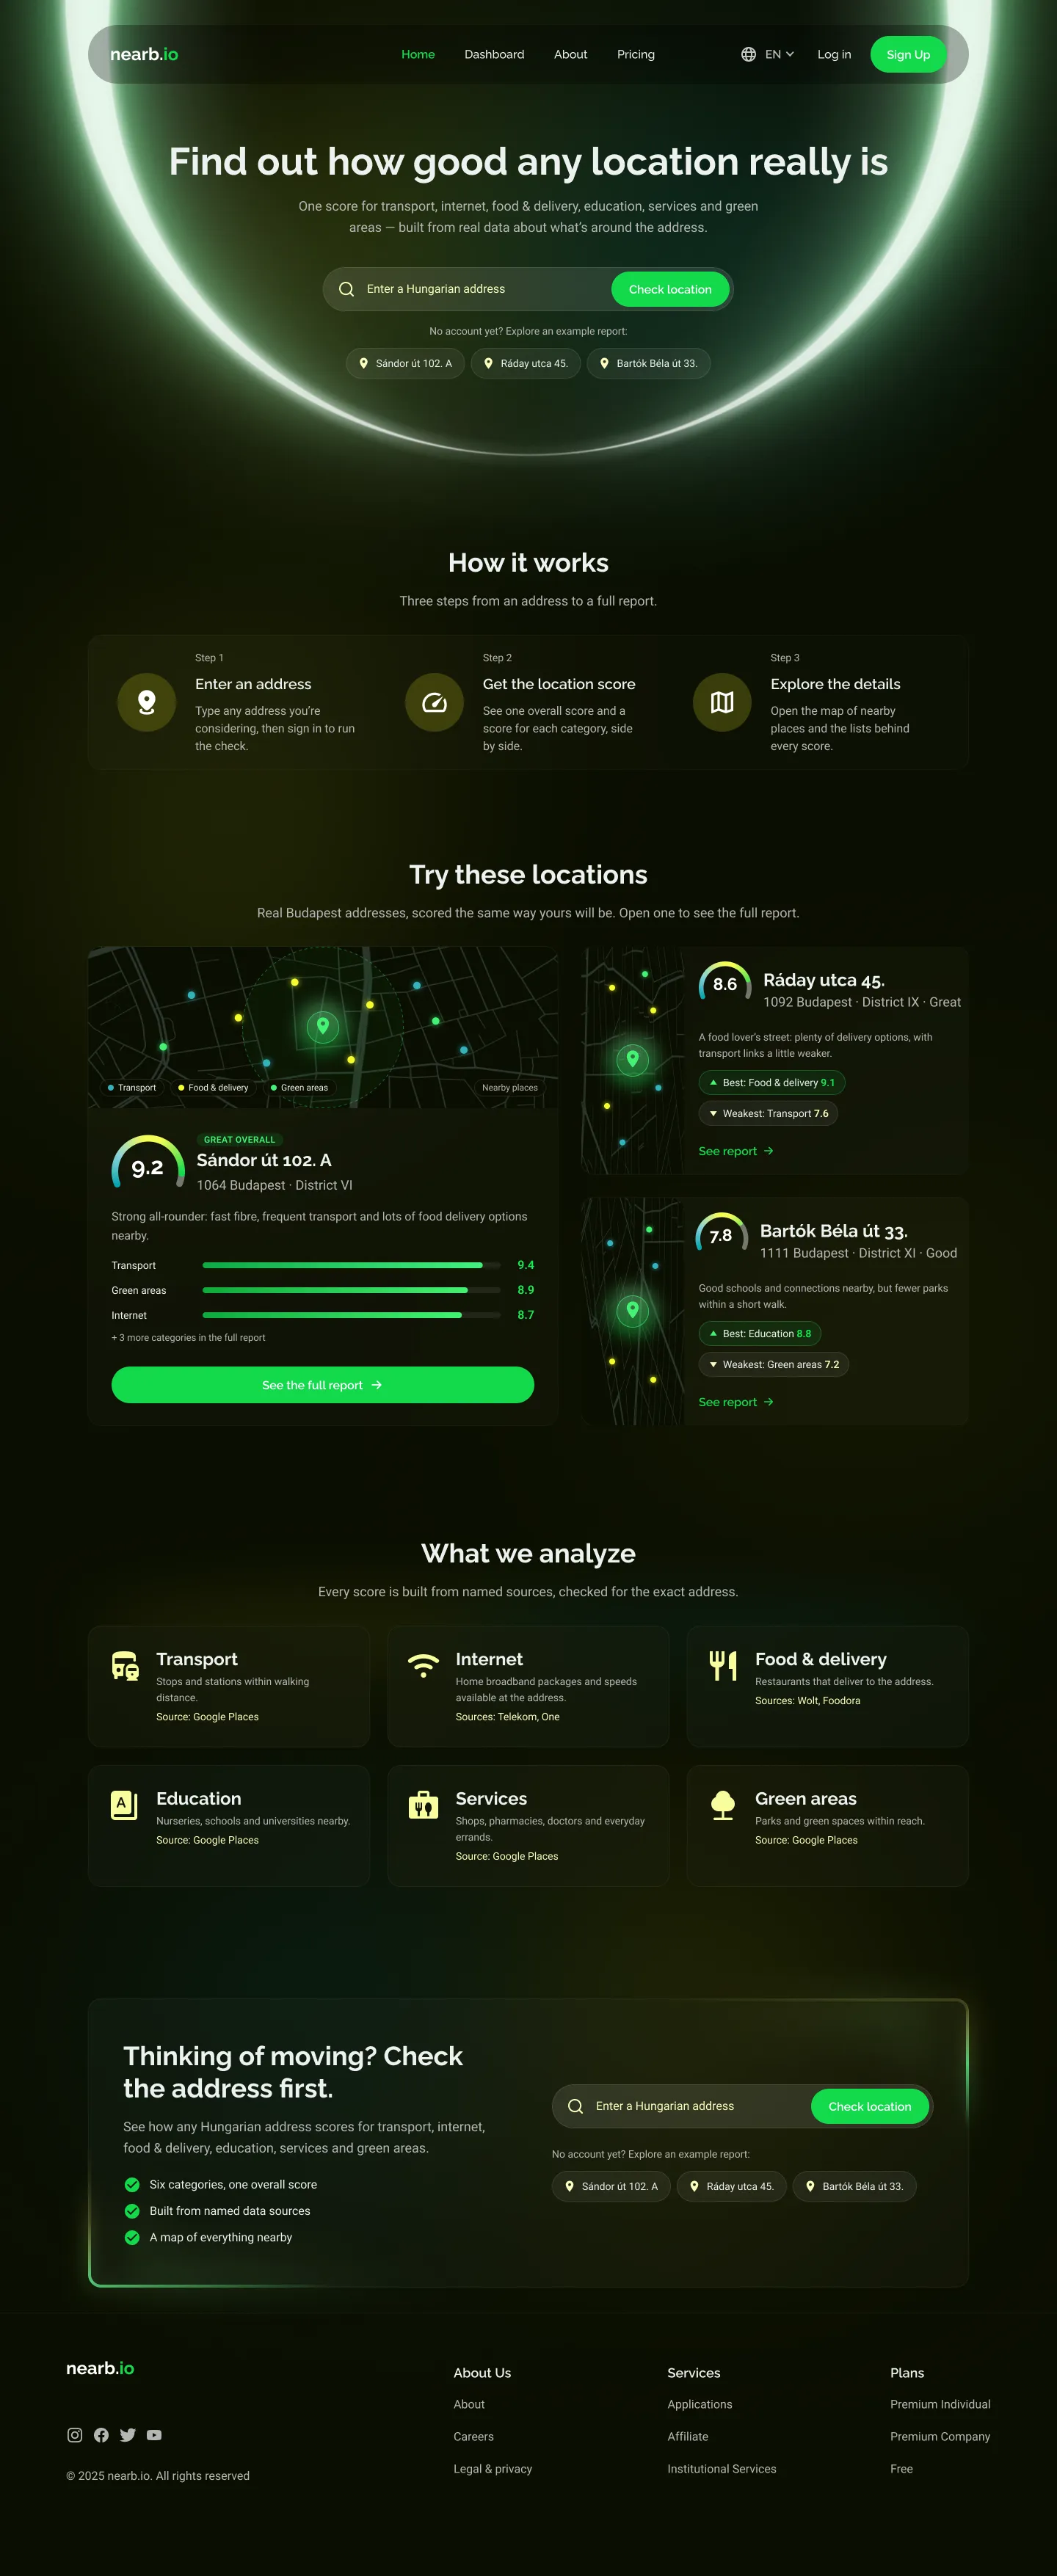 nearb.io
Home
Dashboard
About
Pricing
EN
Log in
Sign Up
Find out how good any location really is
One score for transport, internet, food & delivery, education, services and green
areas — built from real data about what's around the address.
Enter a Hungarian address
Check location
No account yet? Explore an example report:
Sándor út 102. A
Ráday utca 45.
Bartók Béla út 33.
How it works
Three steps from an address to a full report.
Step 1
Enter an address
Type any address you're
considering, then sign in to run
the check.
Step 2
Get the location score
See one overall score and a
score for each category, side
by side.
Step 3
Explore the details
Open the map of nearby
places and the lists behind
every score.
Try these locations
Real Budapest addresses, scored the same way yours will be. Open one to see the full report.
Transport
Food & delivery
Green areas
Nearby places
9.2
GREAT OVERALL
Sándor út 102. A
1064 Budapest · District VI
Strong all-rounder: fast fibre, frequent transport and lots of food delivery options
nearby.
Transport 9.4
Green areas 8.9
Internet 8.7
+ 3 more categories in the full report
See the full report
8.6
Ráday utca 45.
1092 Budapest · District IX · Great
A food lover's street: plenty of delivery options, with
transport links a little weaker.
Best: Food & delivery 9.1
Weakest: Transport 7.6
See report
7.8
Bartók Béla út 33.
1111 Budapest · District XI · Good
Good schools and connections nearby, but fewer parks
within a short walk.
Best: Education 8.8
Weakest: Green areas 7.2
See report
What we analyze
Every score is built from named sources, checked for the exact address.
Transport
Stops and stations within walking
distance.
Source: Google Places
Internet
Home broadband packages and speeds
available at the address.
Sources: Telekom, One
Food & delivery
Restaurants that deliver to the address.
Sources: Wolt, Foodora
A
Education
Nurseries, schools and universities nearby.
Source: Google Places
Services
Shops, pharmacies, doctors and everyday
errands.
Source: Google Places
Green areas
Parks and green spaces within reach.
Source: Google Places
Thinking of moving? Check
the address first.
See how any Hungarian address scores for transport, internet,
food & delivery, education, services and green areas.
Six categories, one overall score
Built from named data sources
A map of everything nearby
Enter a Hungarian address
Check location
No account yet? Explore an example report:
Sándor út 102. A
Ráday utca 45.
Bartók Béla út 33.
nearb.io
© 2025 nearb.io. All rights reserved
About Us
About
Careers
Legal & privacy
Services
Applications
Affiliate
Institutional Services
Plans
Premium Individual
Premium Company
Free